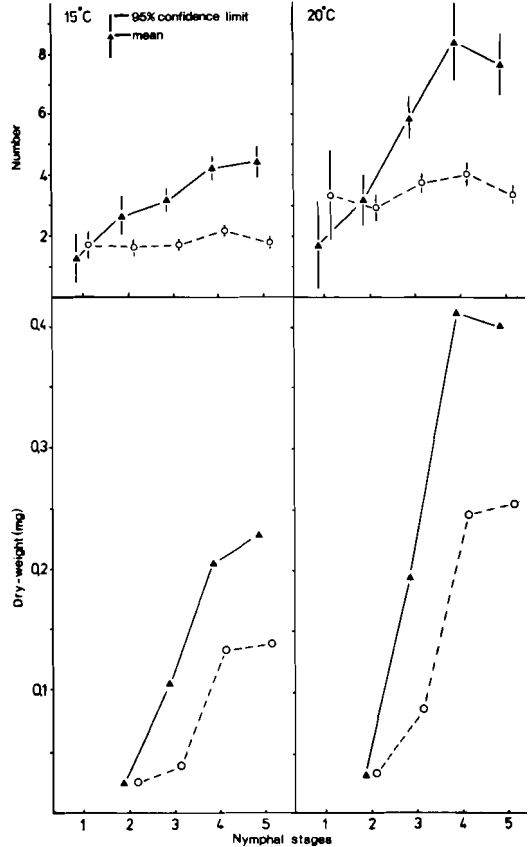 15°C
95% confidence limit
mean
20°C
8
6
4
2
Number
0,4
0,3
0,2
0,1
Dry-weight (mg)
1 2 3 4 5 1 2 3 4 5
Nymphal stages